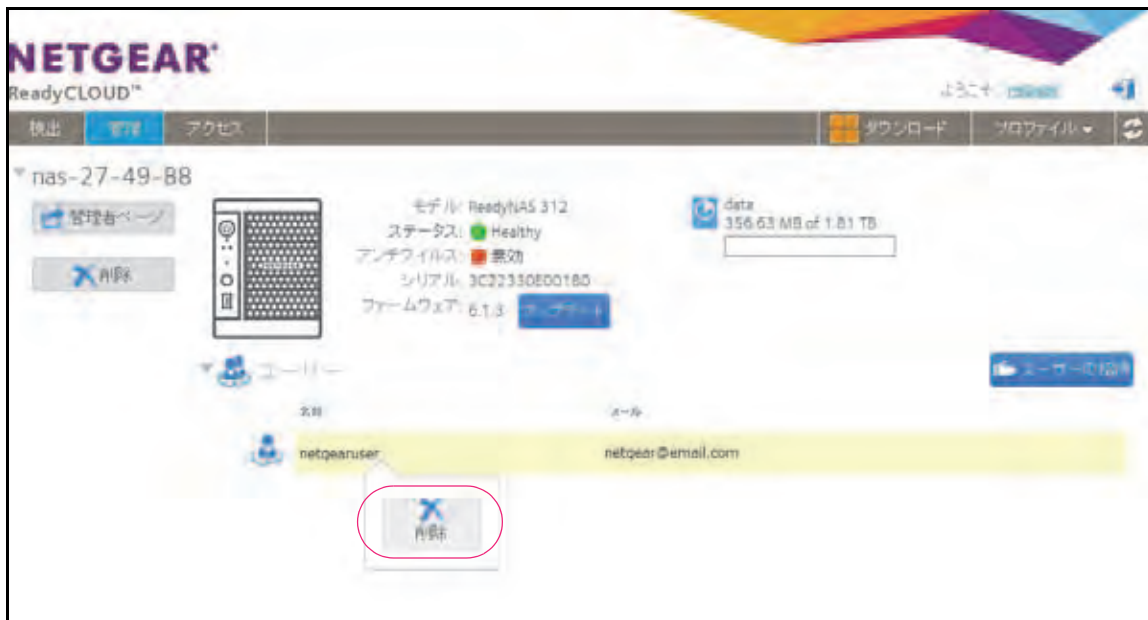 NETGEAR®
ReadyCLOUD™
ようこそ
検出 管理 アクセス ダウンロード プロファイル
nas-27-49-B8
管理者ページ
削除
モデル: ReadyNAS 312
ステータス: Healthy
アンチウイルス: 無効
シリアル: 3C22330E001B0
ファームウェア: 6.1.3 アップデート
data
356.63 MB of 1.81 TB
ユーザー
ユーザーの招待
名前 メール
netgearuser netgear@email.com
削除